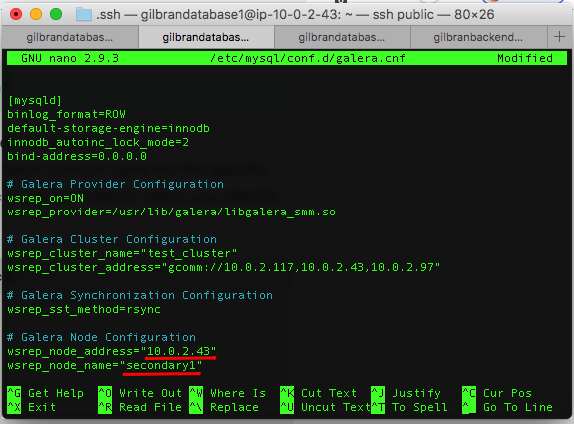 .ssh — gilbrandatabase1@ip-10-0-2-43: ~ — ssh public — 80×26
gilbrandatabas... gilbrandatabas... gilbrandatabas... gilbranbackend... +
GNU nano 2.9.3 /etc/mysql/conf.d/galera.cnf Modified
[mysqld]
binlog_format=ROW
default-storage-engine=innodb
innodb_autoinc_lock_mode=2
bind-address=0.0.0.0
# Galera Provider Configuration
wsrep_on=ON
wsrep_provider=/usr/lib/galera/libgalera_smm.so
# Galera Cluster Configuration
wsrep_cluster_name="test_cluster"
wsrep_cluster_address="gcomm://10.0.2.117,10.0.2.43,10.0.2.97"
# Galera Synchronization Configuration
wsrep_sst_method=rsync
# Galera Node Configuration
wsrep_node_address="10.0.2.43"
wsrep_node_name="secondary1"
^G Get Help ^O Write Out ^W Where Is ^K Cut Text ^J Justify ^C Cur Pos
^X Exit ^R Read File ^\ Replace ^U Uncut Text ^T To Spell ^_ Go To Line